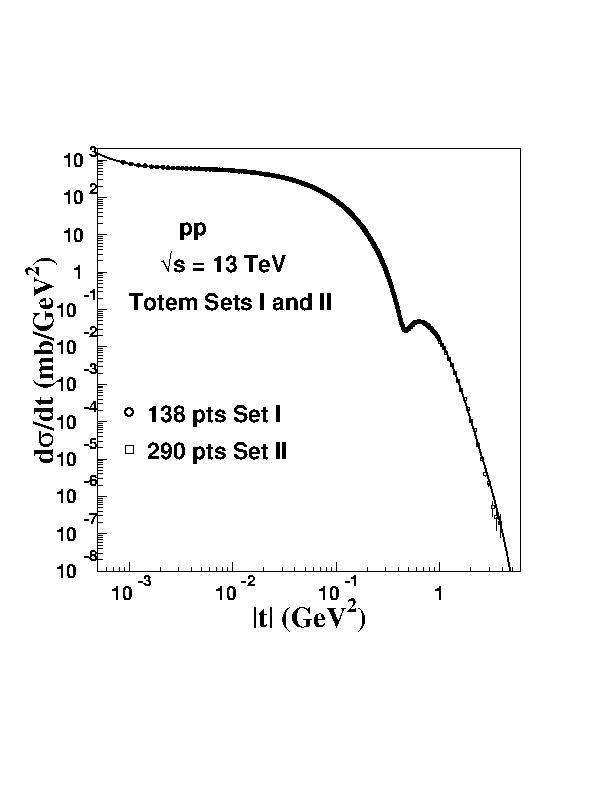 10³
10²
10
1
10⁻¹
10⁻²
10⁻³
10⁻⁴
10⁻⁵
10⁻⁶
10⁻⁷
10⁻⁸
dσ/dt (mb/GeV²)
pp
√s = 13 TeV
Totem Sets I and II
138 pts Set I
290 pts Set II
10⁻³ 10⁻² 10⁻¹ 1
|t| (GeV²)